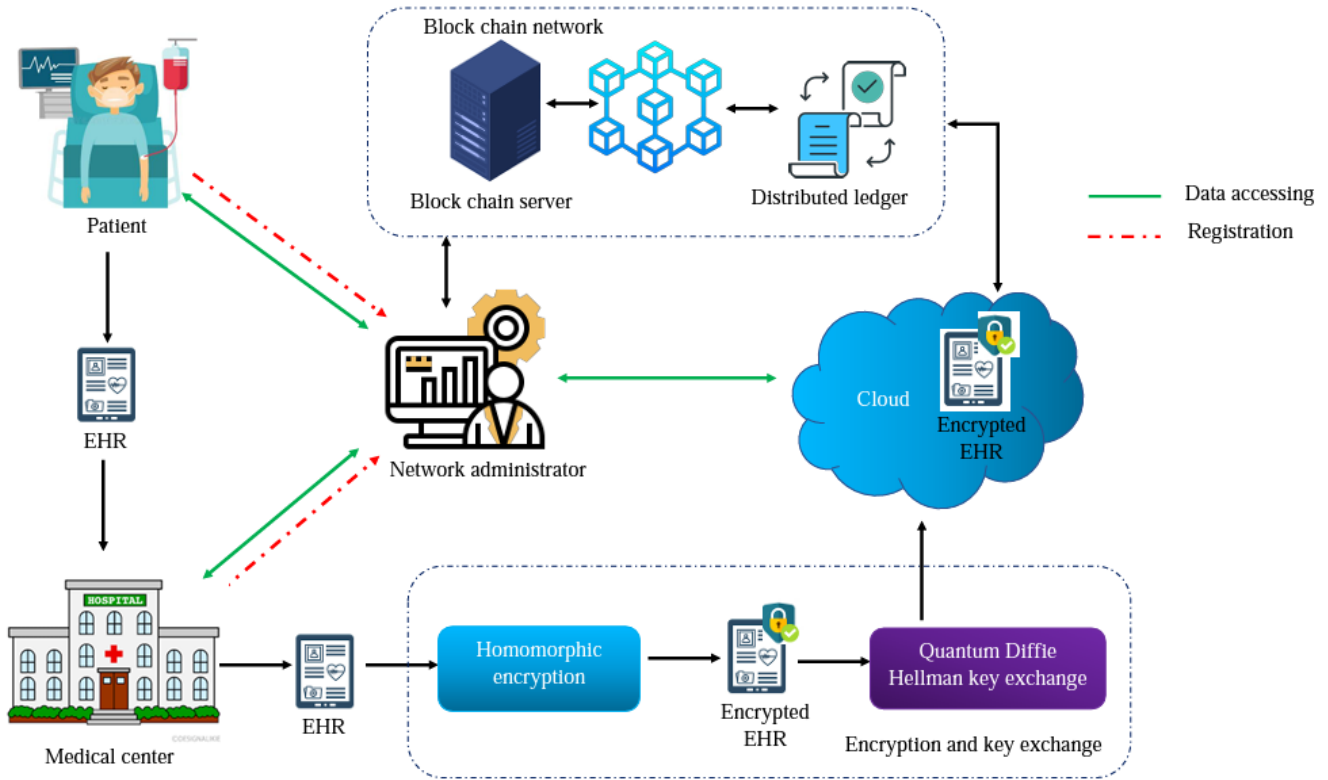 Block chain network
Block chain server
Distributed ledger
Patient
Data accessing
Registration
EHR
Network administrator
Cloud
Encrypted
EHR
HOSPITAL
Medical center
EHR
Homomorphic
encryption
Encrypted
EHR
Quantum Diffie
Hellman key exchange
Encryption and key exchange